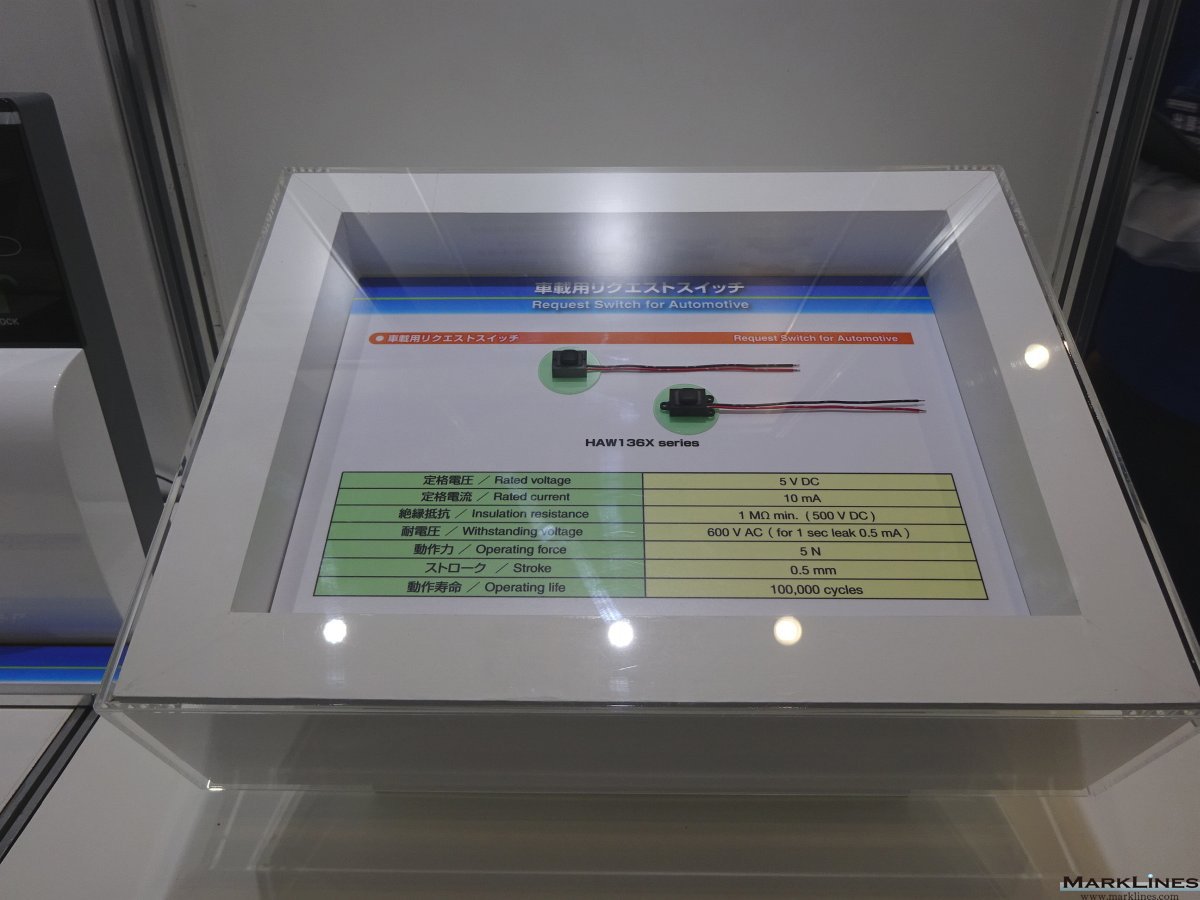 車載用リクエストスイッチ
Request Switch for Automotive
車載用リクエストスイッチ Request Switch for Automotive
HAW136X series
定格電圧 / Rated voltage 5 V DC
定格電流 / Rated current 10 mA
絶縁抵抗 / Insulation resistance 1 MΩ min. ( 500 V DC )
耐電圧 / Withstanding voltage 600 V AC ( for 1 sec leak 0.5 mA )
動作力 / Operating force 5 N
ストローク / Stroke 0.5 mm
動作寿命 / Operating life 100,000 cycles
MARKLINES
www.marklines.com